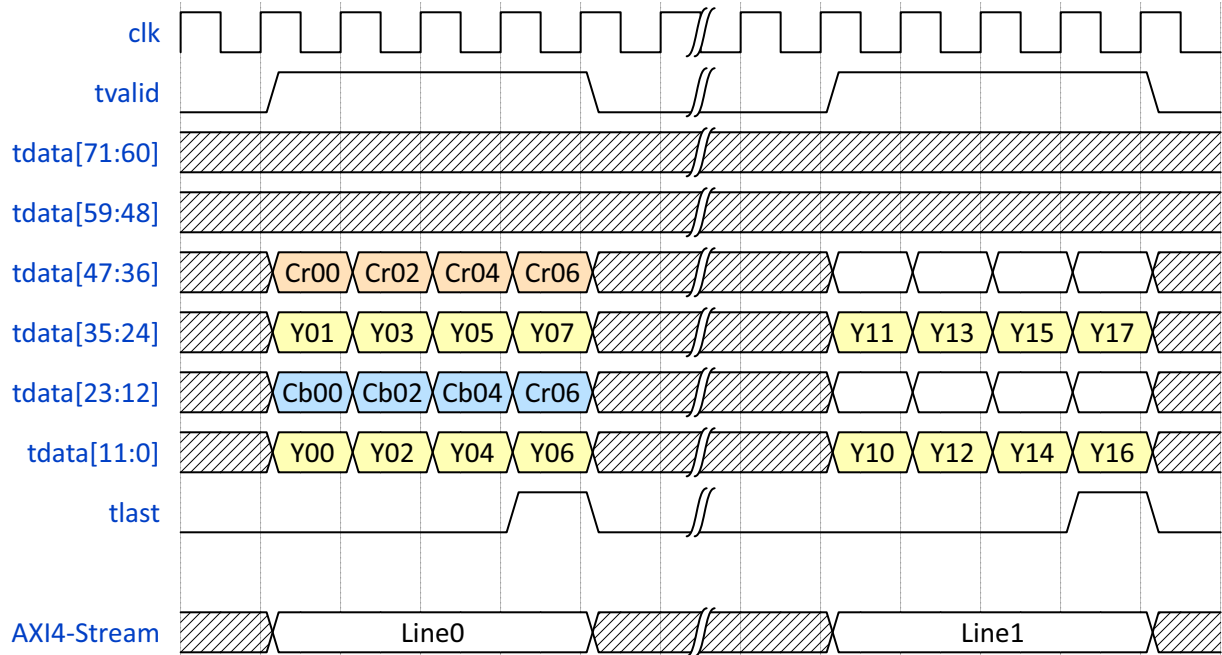 clk
tvalid
tdata[71:60]
tdata[59:48]
tdata[47:36] Cr00 Cr02 Cr04 Cr06
tdata[35:24] Y01 Y03 Y05 Y07 Y11 Y13 Y15 Y17
tdata[23:12] Cb00 Cb02 Cb04 Cr06
tdata[11:0] Y00 Y02 Y04 Y06 Y10 Y12 Y14 Y16
tlast
AXI4-Stream Line0 Line1